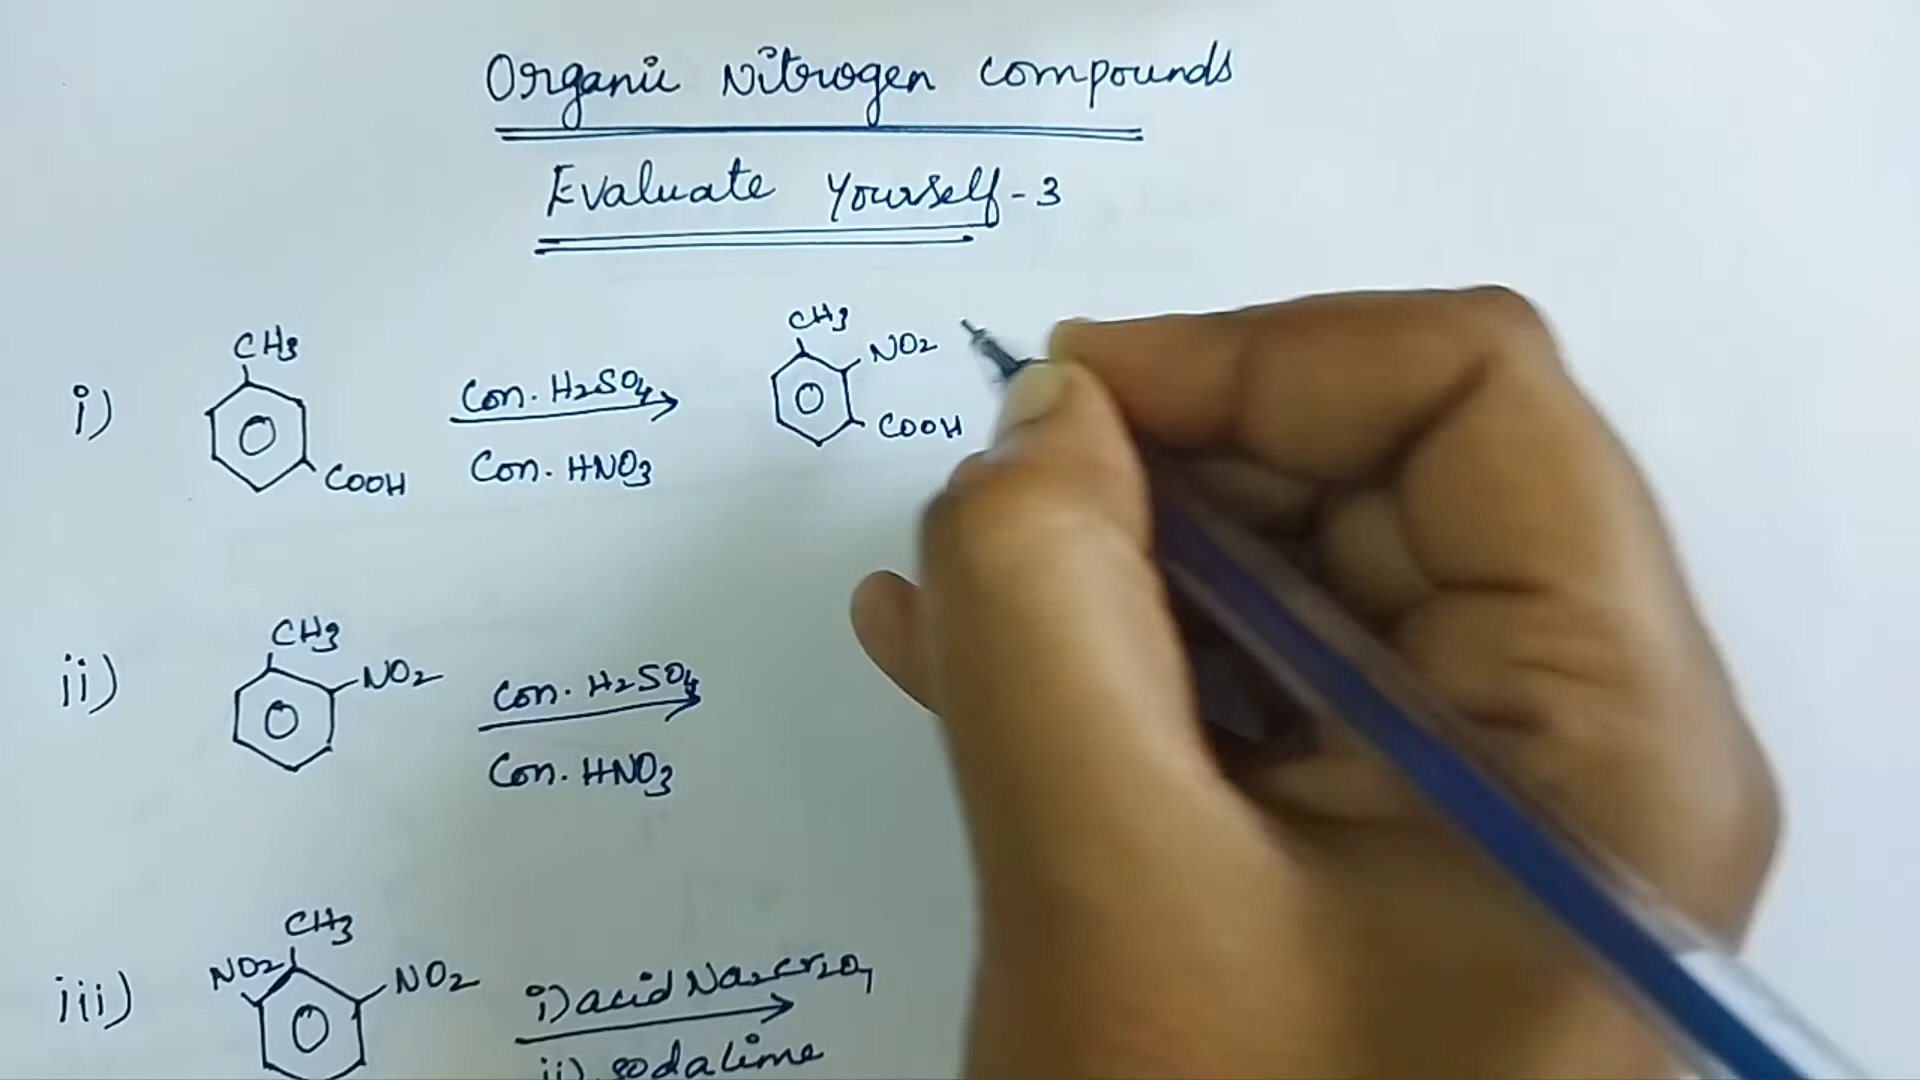 Organic Nitrogen compounds
Evaluate Yourself-3
i)
CH3
COOH
Con. H2SO4
Con. HNO3
CH3
NO2
COOH
ii)
CH3
NO2
Con. H2SO4
Con. HNO3
iii)
CH3
NO2
NO2
i) acid Na2Cr2O7
ii) sodalime